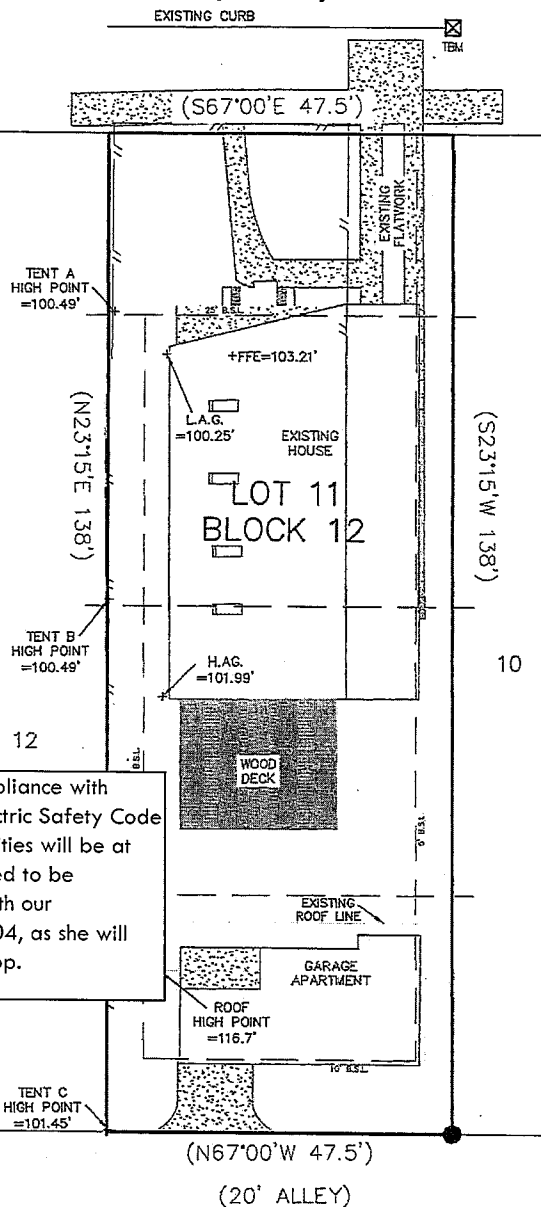 EXISTING CURB
TBM
(S67°00'E 47.5')
EXISTING
FLATWORK
TENT A
HIGH POINT
=100.49'
25' B.S.L.
+FFE=103.21'
L.A.G.
=100.25'
EXISTING
HOUSE
(N23°15'E 138')
(S23°15'W 138')
LOT 11
BLOCK 12
TENT B
HIGH POINT
=100.49'
H.AG.
=101.99'
10
12
B.S.L.
WOOD
DECK
pliance with
ctric Safety Code
ities will be at
ed to be
th our
04, as she will
op.
5' B.S.L.
EXISTING
ROOF LINE
GARAGE
APARTMENT
ROOF
HIGH POINT
=116.7'
10' B.S.L.
TENT C
HIGH POINT
=101.45'
(N67°00'W 47.5')
(20' ALLEY)